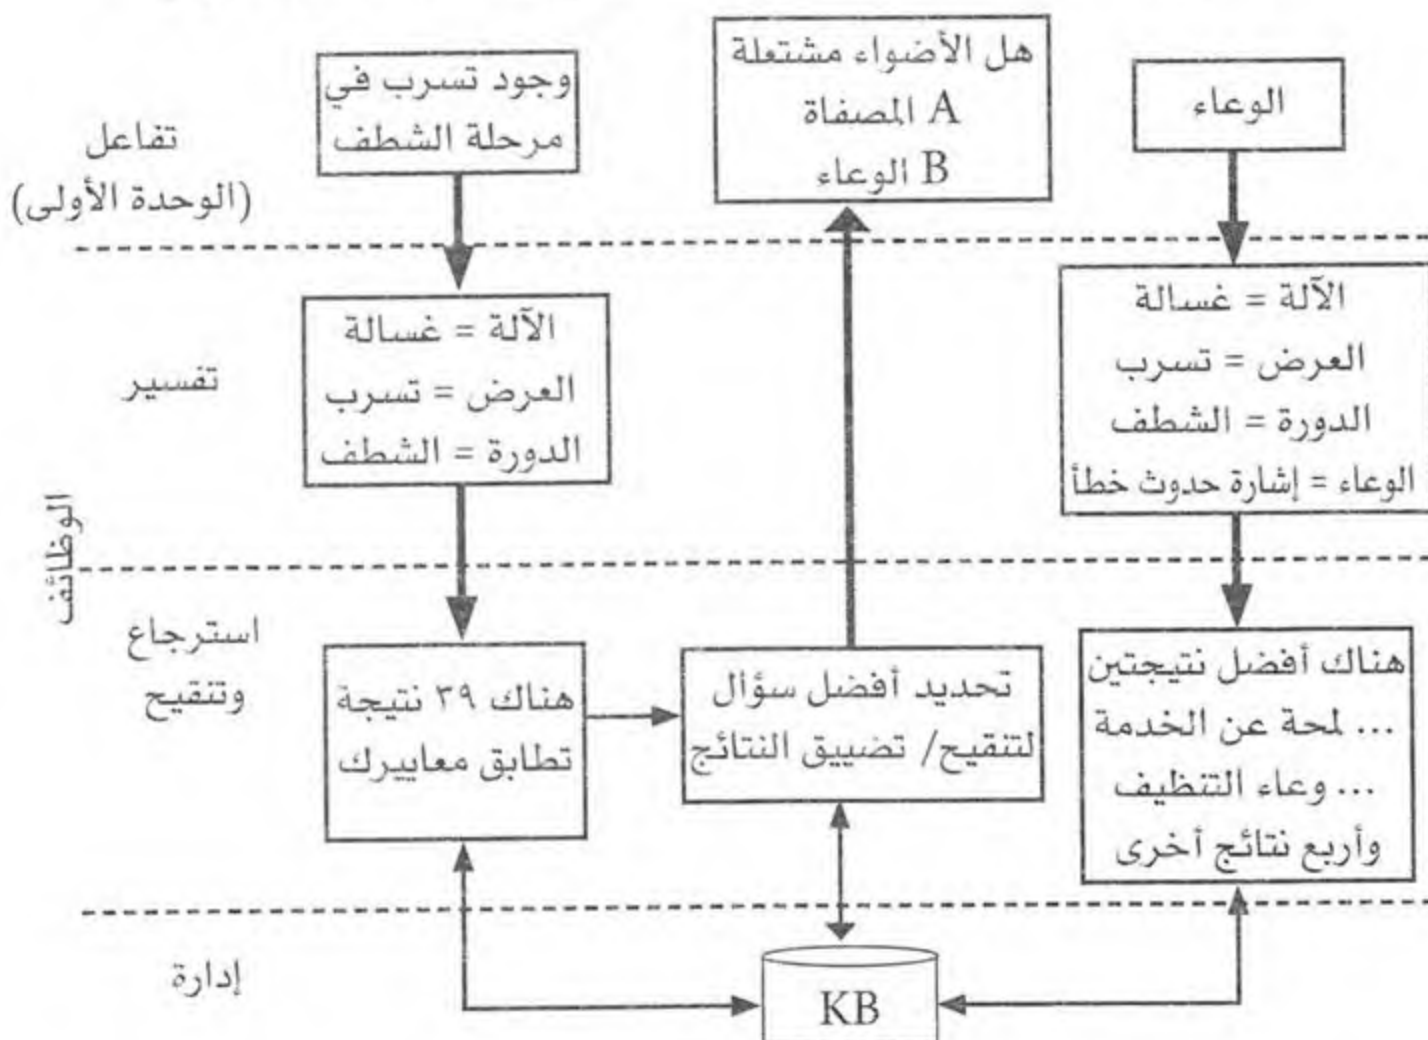 وجود تسرب في
مرحلة الشطف
هل الأضواء مشتعلة
A المصفاة
B الوعاء
الوعاء
تفاعل
(الوحدة الأولى)
الآلة = غسالة
العرض = تسرب
الدورة = الشطف
الآلة = غسالة
العرض = تسرب
الدورة = الشطف
الوعاء = إشارة حدوث خطأ
تفسير
الوظائف
استرجاع
وتنقيح
هناك ٣٩ نتيجة
تطابق معاييرك
تحديد أفضل سؤال
لتنقيح/ تضييق النتائج
هناك أفضل نتيجتين
... لمحة عن الخدمة
... وعاء التنظيف
وأربع نتائج أخرى
إدارة
KB